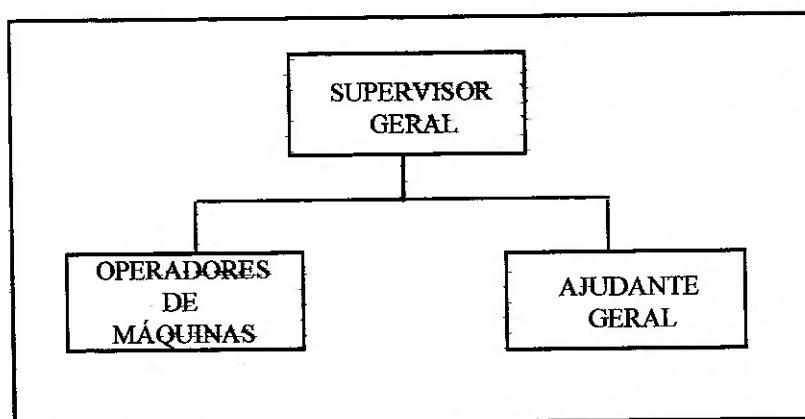 SUPERVISOR
GERAL
OPERADORES
DE
MÁQUINAS
AJUDANTE
GERAL